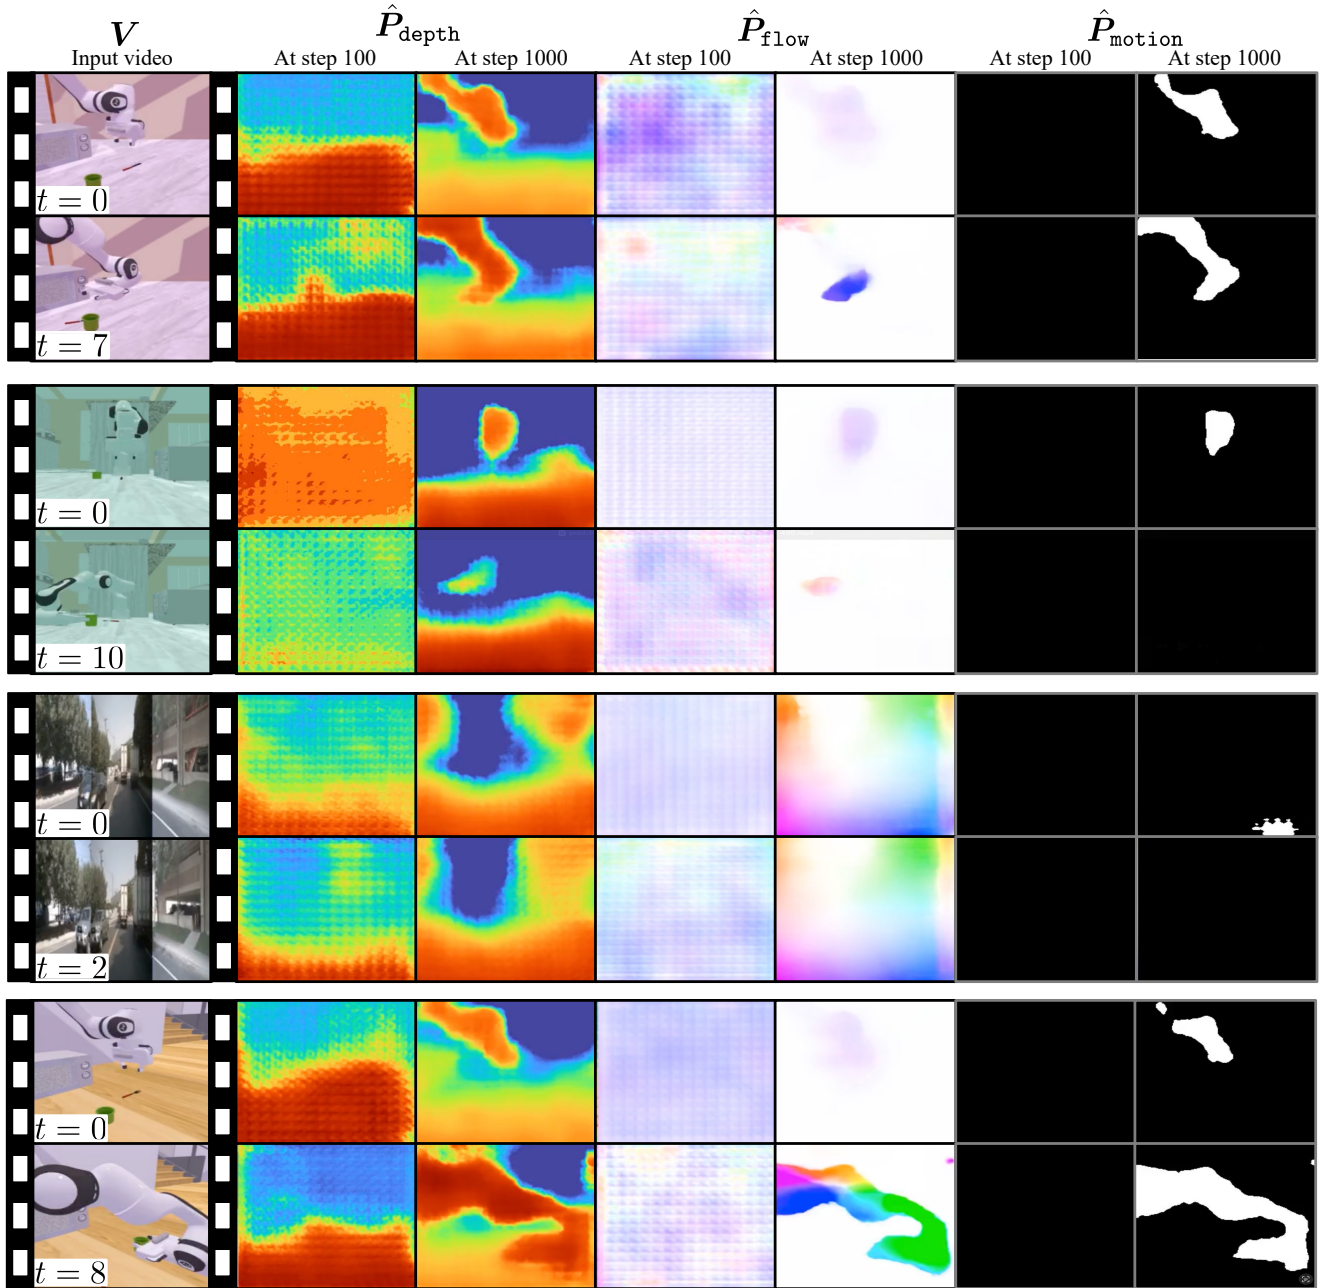 V P̂depth P̂flow P̂motion
Input video At step 100 At step 1000 At step 100 At step 1000 At step 100 At step 1000
t = 0
t = 7
t = 0
t = 10
t = 0
t = 2
t = 0
t = 8